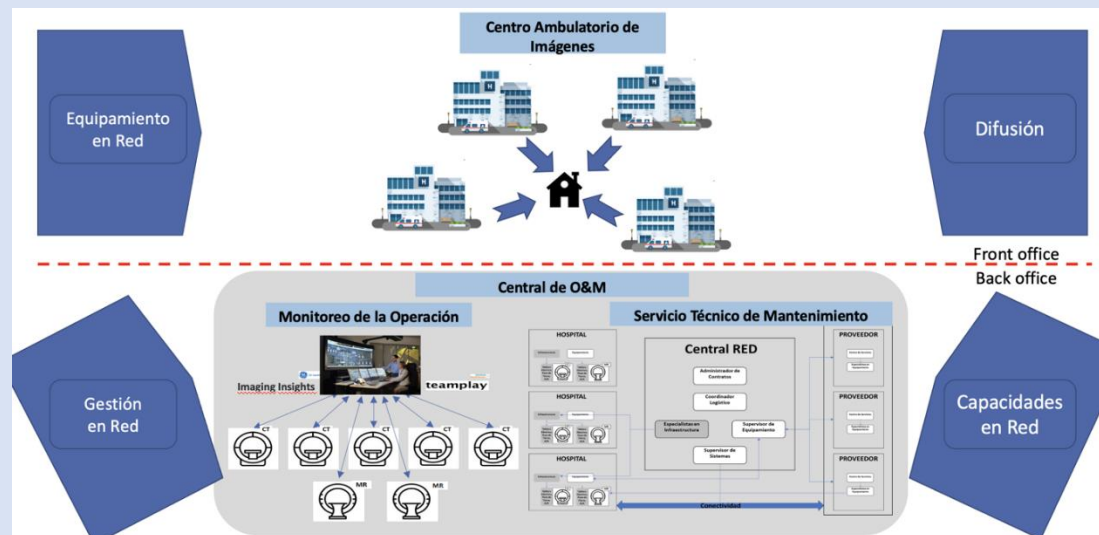 Centro Ambulatorio de
Imágenes
Equipamiento
en Red
Difusión
Front office
Back office
Central de O&M
Monitoreo de la Operación
Servicio Técnico de Mantenimiento
Imaging Insights
teamplay
CT
CT
CT
CT
CT
MR
MR
HOSPITAL
HOSPITAL
HOSPITAL
Central RED
Administrador de
Contratos
Coordinador
Logístico
Especialistas en
Infraestructura
Supervisor de
Equipamiento
Supervisor de
Sistemas
PROVEEDOR
PROVEEDOR
PROVEEDOR
Conectividad
Gestión
en Red
Capacidades
en Red